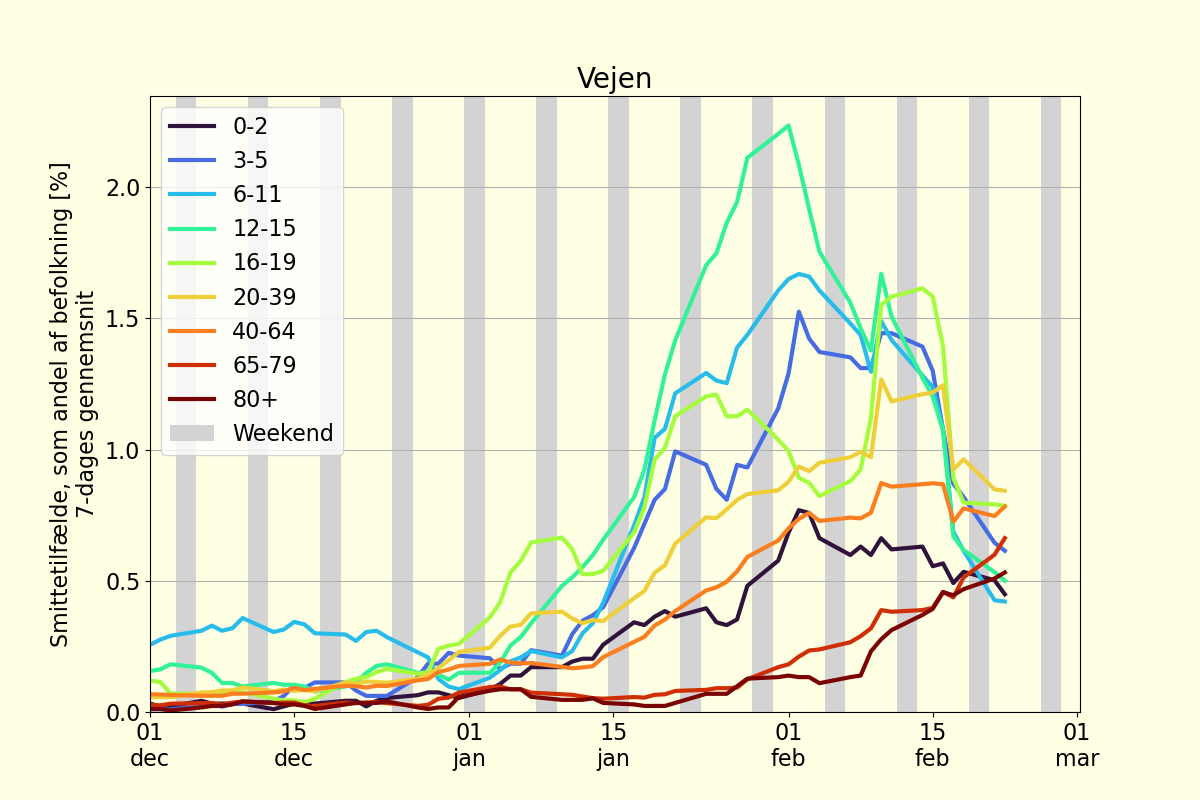 Vejen
Smittetilfælde, som andel af befolkning [%]
7-dages gennemsnit
2.0
1.5
1.0
0.5
0.0
0-2
3-5
6-11
12-15
16-19
20-39
40-64
65-79
80+
Weekend
01 15 01 15 01 15 01
dec dec jan jan feb feb mar